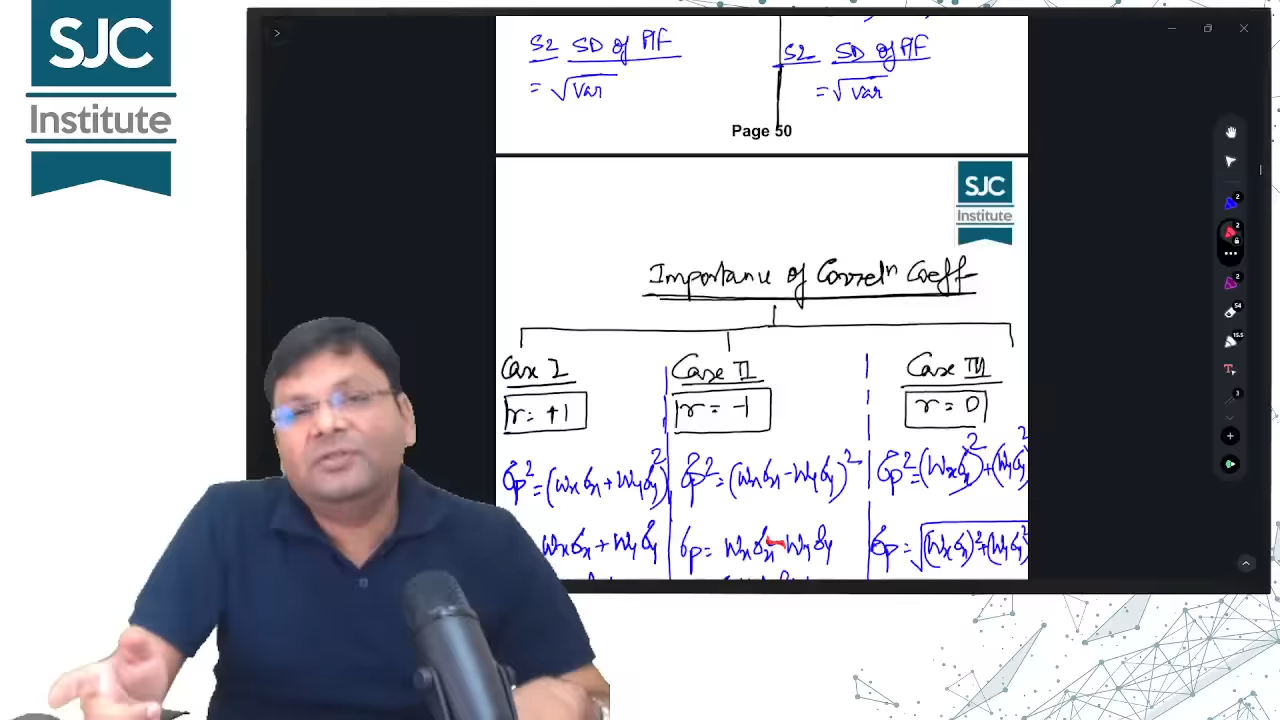 SJC
Institute
S2 SD of P/F
= √Var
S2 SD of P/F
= √Var
Page 50
SJC
Institute
Importance of Correlⁿ Coeff
Case I
r = +1
σp² = (wxσx + wyσy)²
wxσx + wyσy
Case II
r = -1
σp² = (wxσx - wyσy)²
σp = wxσx - wyσy
Case III
r = 0
σp² = (wxσx)² + (wyσy)²
σp = √(wxσx)² + (wyσy)²